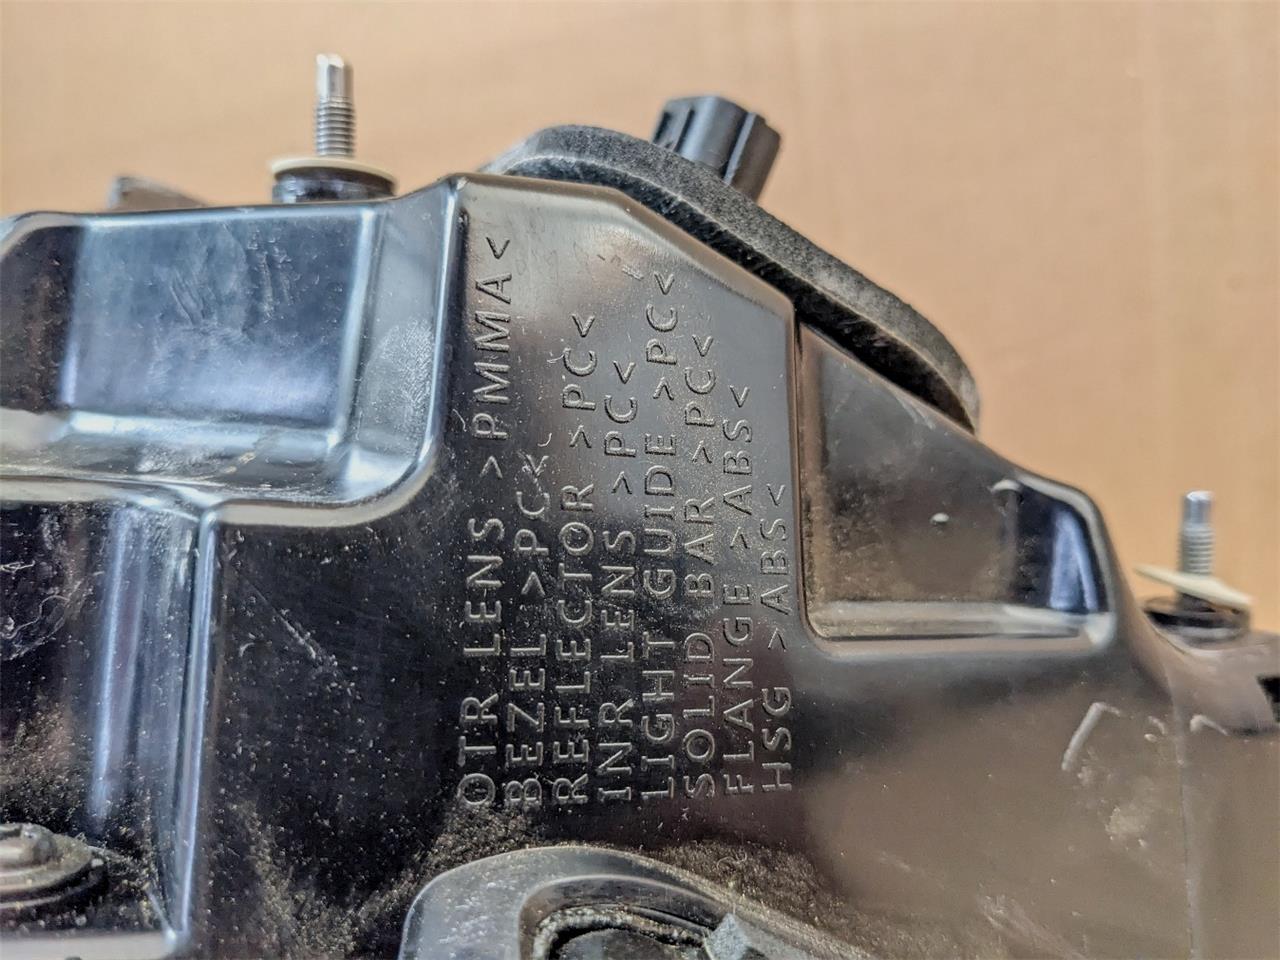 OTR LENS >PMMA<
BEZEL >PC<
REFLECTOR >PC<
INR LENS >PC<
LIGHT GUIDE >PC<
SOLID BAR >PC<
FLANGE >ABS<
HSG >ABS<